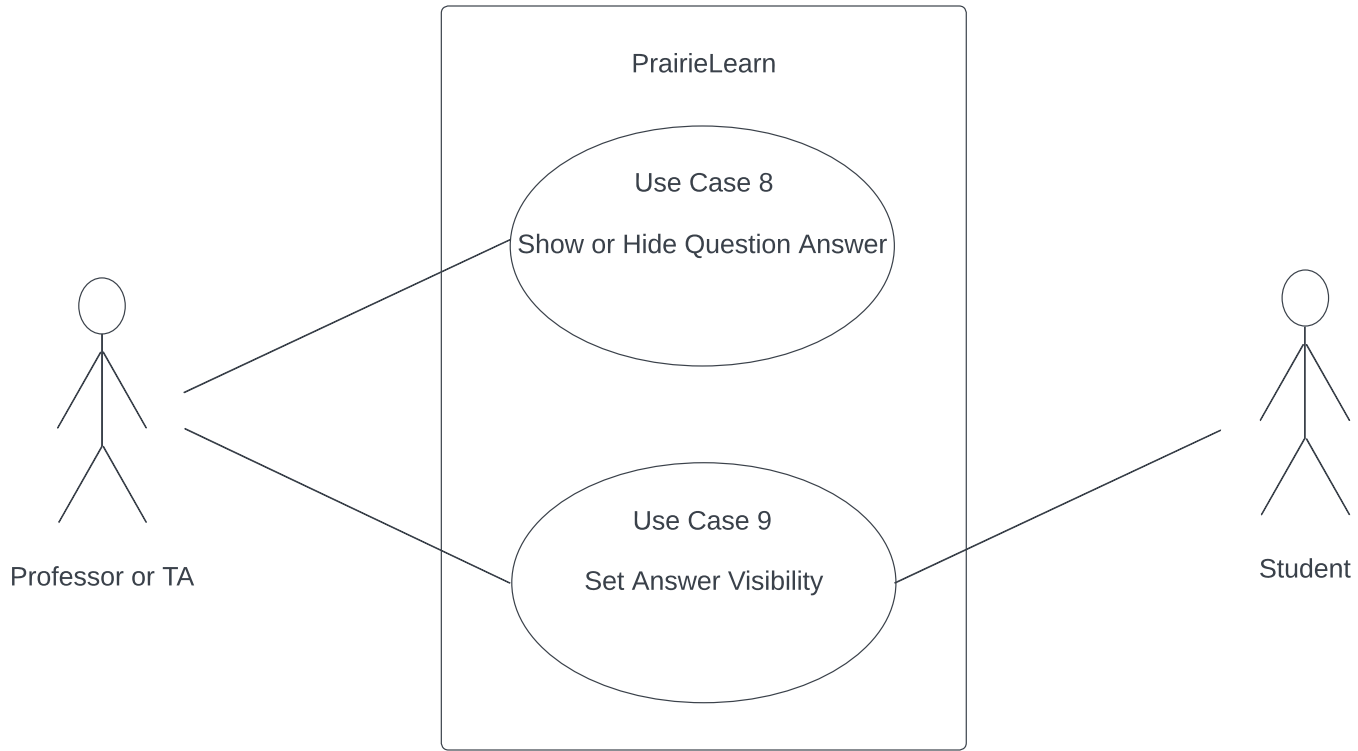 PrairieLearn
Use Case 8
Show or Hide Question Answer
Use Case 9
Set Answer Visibility
Professor or TA
Student